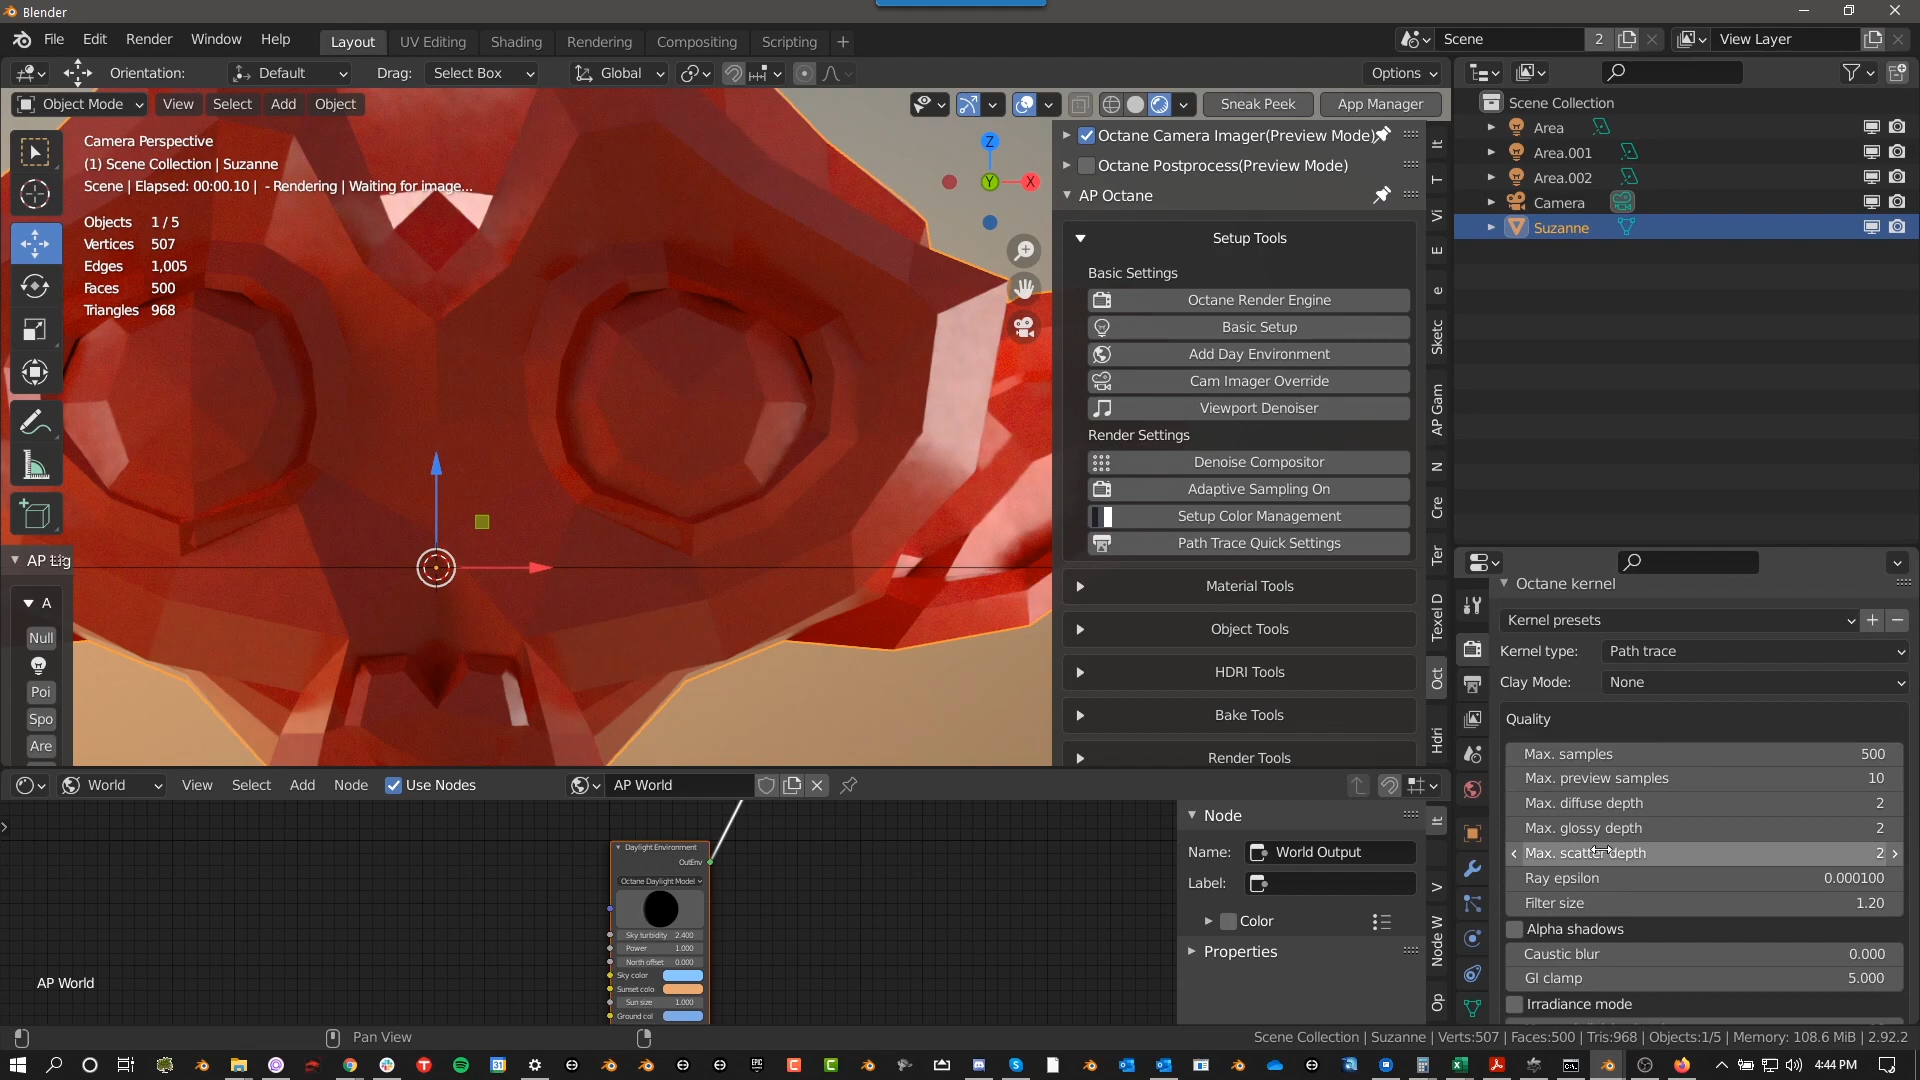 Blender
File Edit Render Window Help Layout UV Editing Shading Rendering Compositing Scripting Scene 2 View Layer
Orientation: Default Drag: Select Box Global Options
Object Mode View Select Add Object Sneak Peek App Manager
Camera Perspective
(1) Scene Collection | Suzanne
Scene | Elapsed: 00:00.10 | - Rendering | Waiting for image...
Objects 1 / 5
Vertices 507
Edges 1,005
Faces 500
Triangles 968
Z
Y
X
AP Lig
A
Null
Poi
Spo
Are
Octane Camera Imager(Preview Mode)
Octane Postprocess(Preview Mode)
AP Octane
Setup Tools
Basic Settings
Octane Render Engine
Basic Setup
Add Day Environment
Cam Imager Override
Viewport Denoiser
Render Settings
Denoise Compositor
Adaptive Sampling On
Setup Color Management
Path Trace Quick Settings
Material Tools
Object Tools
HDRI Tools
Bake Tools
Render Tools
It
T
Vi
E
e
Sketc
AP Gam
N
Cre
Ter
Texel D
Oct
Hdri
Scene Collection
Area
Area.001
Area.002
Camera
Suzanne
Octane kernel
Kernel presets
Kernel type: Path trace
Clay Mode: None
Quality
Max. samples 500
Max. preview samples 10
Max. diffuse depth 2
Max. glossy depth 2
Max. scatter depth 2
Ray epsilon 0.000100
Filter size 1.20
Alpha shadows
Caustic blur 0.000
GI clamp 5.000
Irradiance mode
World View Select Add Node Use Nodes AP World
Daylight Environment
OutEnv
Octane Daylight Model
Sky turbidity 2.400
Power 1.000
North offset 0.000
Sky color
Sunset colo
Sun size 1.000
Ground col
AP World
Node
Name: World Output
Label:
Color
Properties
It
V
Node W
Op
Pan View
Scene Collection | Suzanne | Verts:507 | Faces:500 | Tris:968 | Objects:1/5 | Memory: 108.6 MiB | 2.92.2
4:44 PM